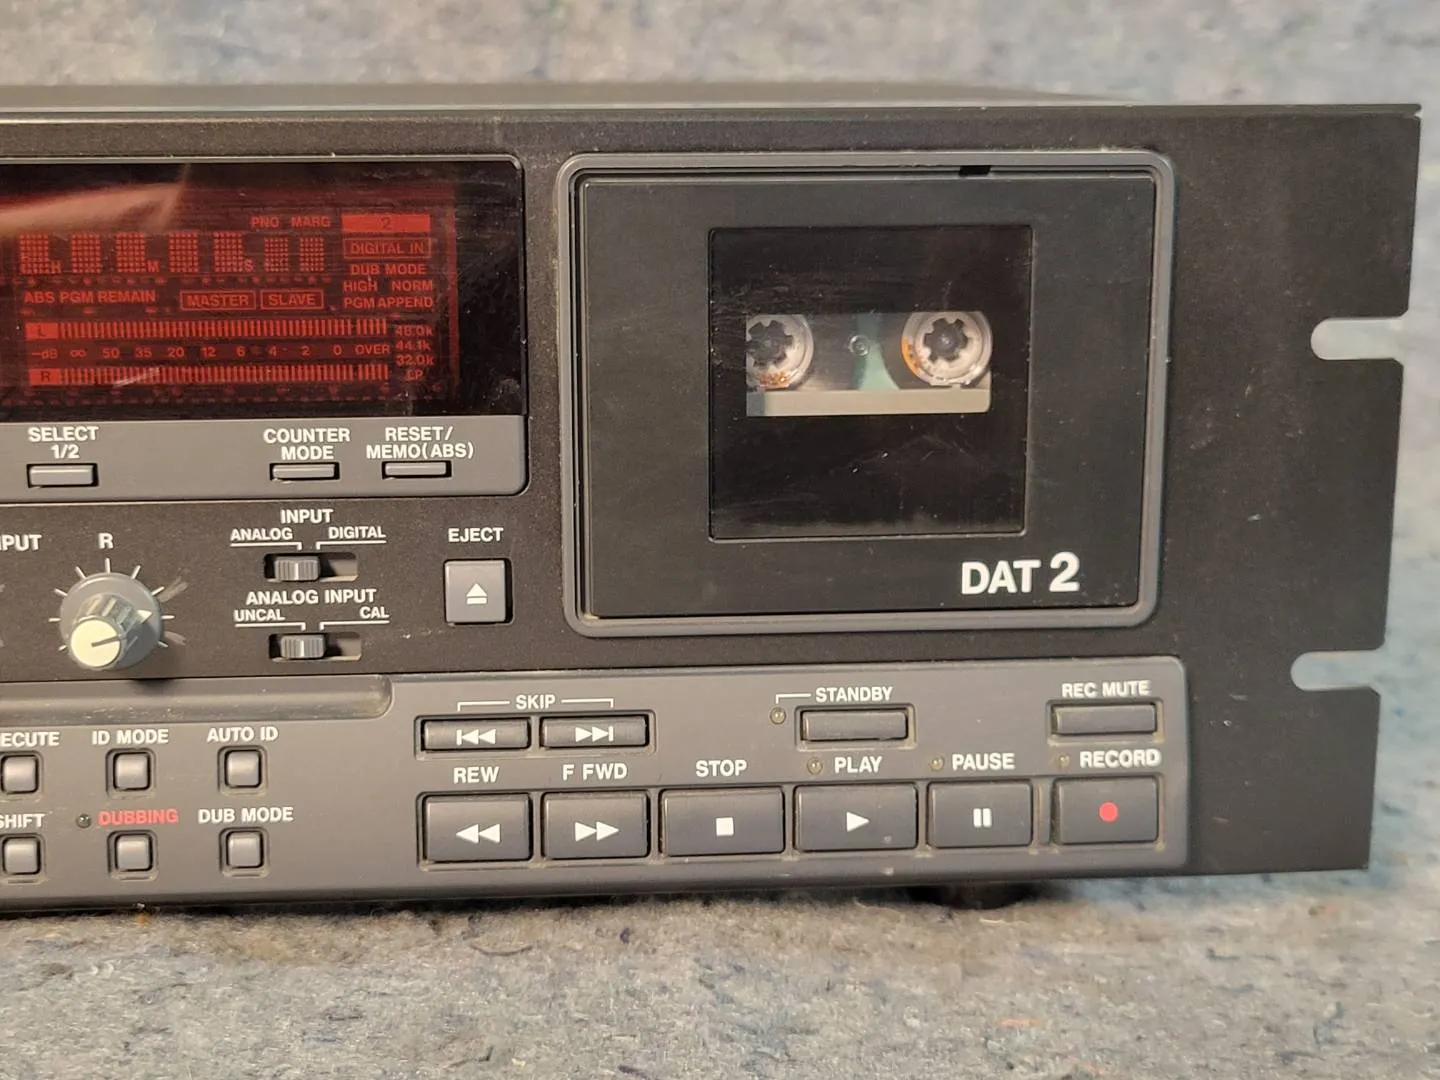 PNO MARG 2
DIGITAL IN
H M S
DUB MODE
HIGH NORM
ABS PGM REMAIN MASTER SLAVE
PGM APPEND
L
48.0k
-dB ∞ 50 35 20 12 6 4 2 0 OVER
44.1k
32.0k
R
SELECT
1/2
COUNTER
MODE
RESET/
MEMO(ABS)
PUT
R
INPUT
ANALOG DIGITAL
ANALOG INPUT
UNCAL CAL
EJECT
DAT 2
ECUTE
ID MODE
AUTO ID
SHIFT
DUBBING
DUB MODE
SKIP
STANDBY
REC MUTE
REW
F FWD
STOP
PLAY
PAUSE
RECORD